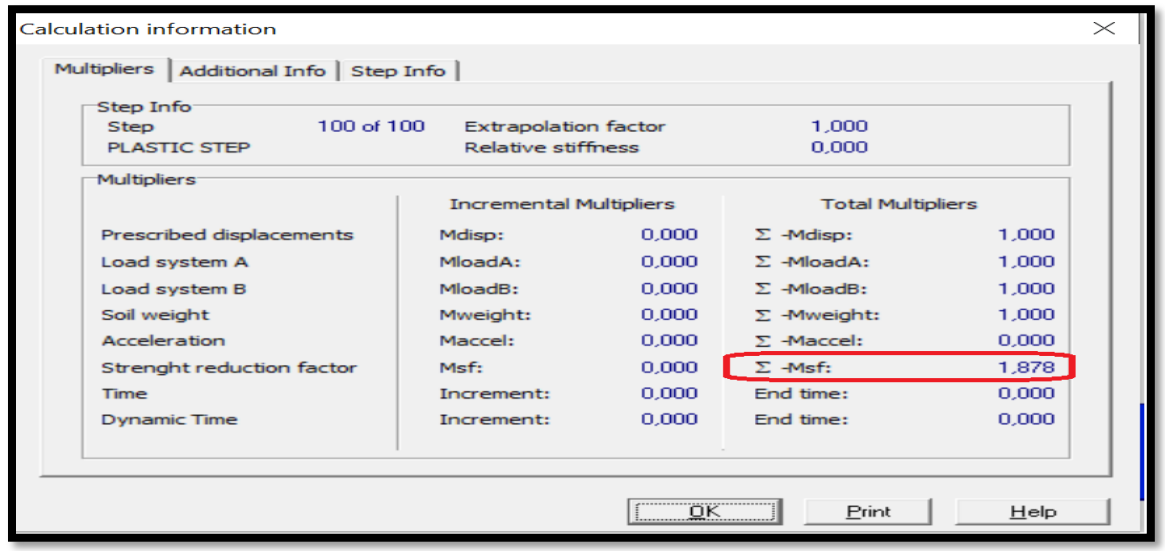 Calculation information
Multipliers Additional Info Step Info
Step Info
Step 100 of 100 Extrapolation factor 1,000
PLASTIC STEP Relative stiffness 0,000
Multipliers
Incremental Multipliers Total Multipliers
Prescribed displacements Mdisp: 0,000 Σ -Mdisp: 1,000
Load system A MloadA: 0,000 Σ -MloadA: 1,000
Load system B MloadB: 0,000 Σ -MloadB: 1,000
Soil weight Mweight: 0,000 Σ -Mweight: 1,000
Acceleration Maccel: 0,000 Σ -Maccel: 0,000
Strenght reduction factor Msf: 0,000 Σ -Msf: 1,878
Time Increment: 0,000 End time: 0,000
Dynamic Time Increment: 0,000 End time: 0,000
OK Print Help